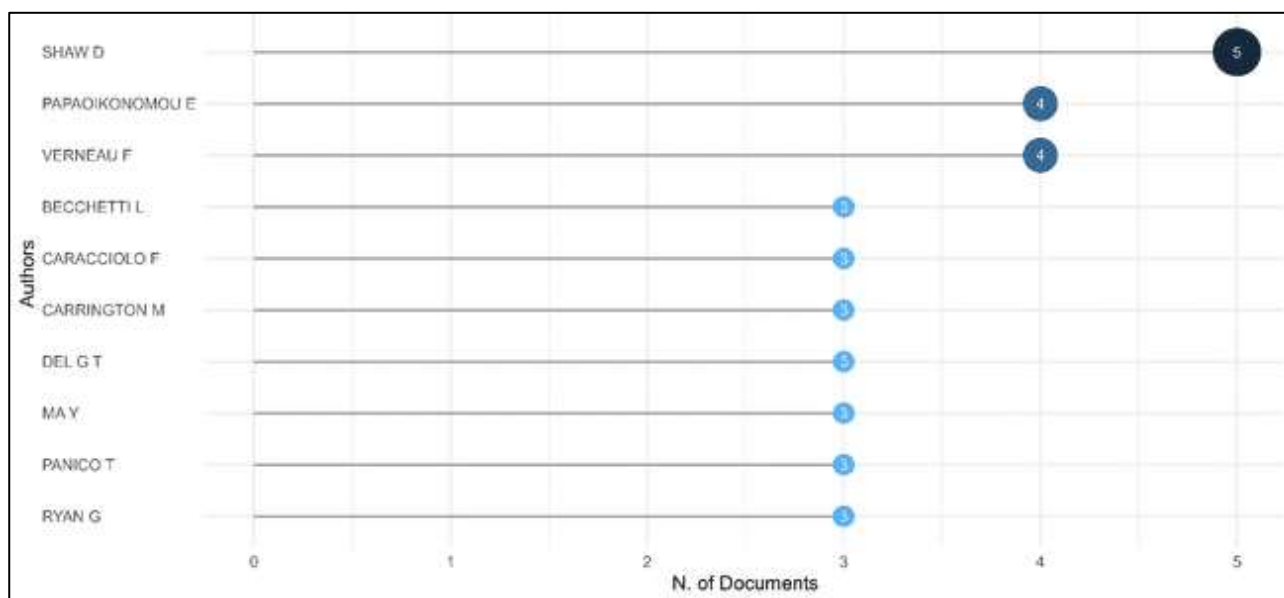 SHAW D
5
PAPAOIKONOMOU E
4
VERNEAU F
4
BECCHETTI L
3
CARACCIOLO F
3
CARRINGTON M
3
DEL G T
3
MA Y
3
PANICO T
3
RYAN G
3
Authors
0 1 2 3 4 5
N. of Documents